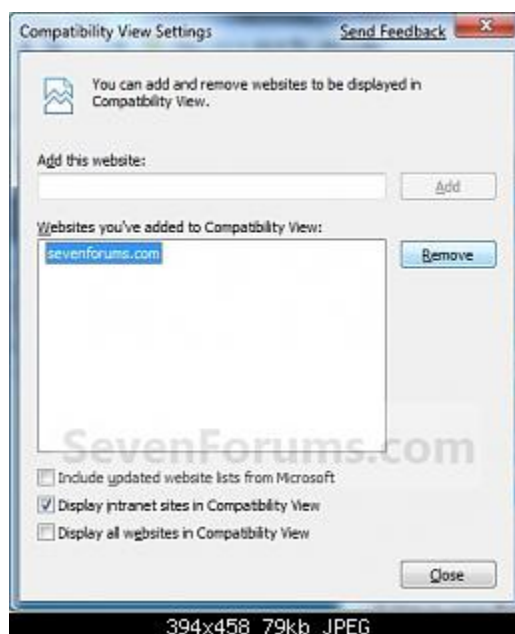 Compatibility View Settings
Send Feedback
You can add and remove websites to be displayed in
Compatibility View.
Add this website:
Add
Websites you've added to Compatibility View:
sevenforums.com
Remove
SevenForums.com
Include updated website lists from Microsoft
Display intranet sites in Compatibility View
Display all websites in Compatibility View
Close
394x458 79kb JPEG